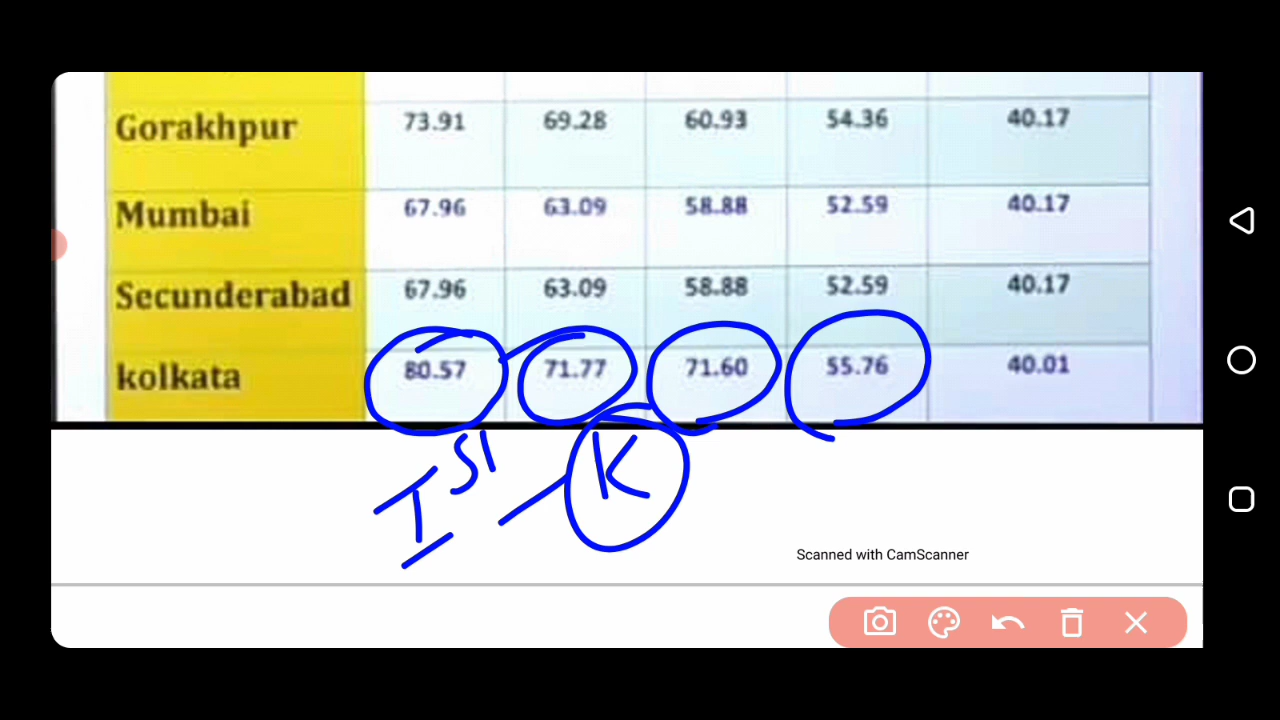 Gorakhpur 73.91 69.28 60.93 54.36 40.17
Mumbai 67.96 63.09 58.88 52.59 40.17
Secunderabad 67.96 63.09 58.88 52.59 40.17
kolkata 80.57 71.77 71.60 55.76 40.01
Ist - K
Scanned with CamScanner